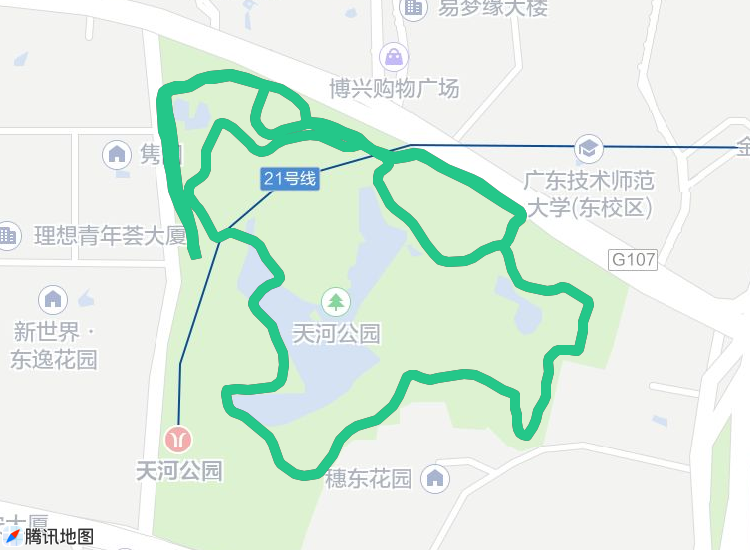 易梦缘大楼
博兴购物广场
隽
21号线
广东技术师范
大学(东校区)
理想青年荟大厦
G107
新世界·
东逸花园
天河公园
天河公园
穗东花园
大厦
腾讯地图